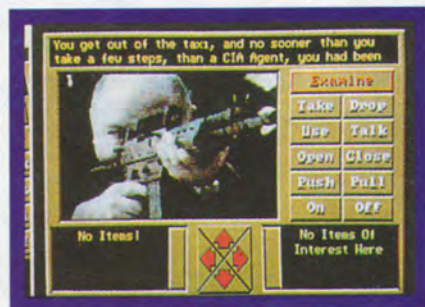 You get out of the taxi, and no sooner than you
take a few steps, than a CIA Agent, you had been
Examine
Take Drop
Use Talk
Open Close
Push Pull
On Off
No Items!
No Items Of
Interest Here